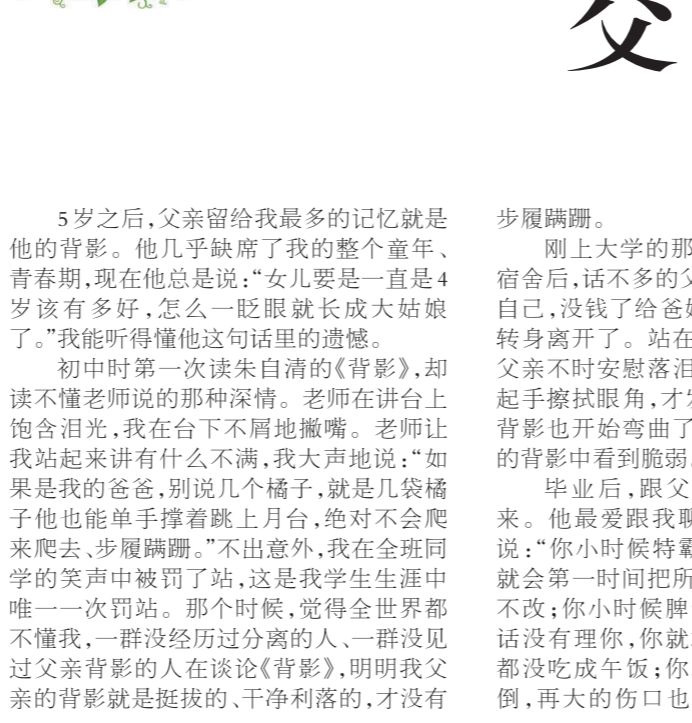 父
5岁之后,父亲留给我最多的记忆就是
他的背影。他几乎缺席了我的整个童年、
青春期,现在他总是说:“女儿要是一直是4
岁该有多好,怎么一眨眼就长成大姑娘
了。”我能听得懂他这句话里的遗憾。
初中时第一次读朱自清的《背影》,却
读不懂老师说的那种深情。老师在讲台上
饱含泪光,我在台下不屑地撇嘴。老师让
我站起来讲有什么不满,我大声地说:“如
果是我的爸爸,别说几个橘子,就是几袋橘
子他也能单手撑着跳上月台,绝对不会爬
来爬去、步履蹒跚。”不出意外,我在全班同
学的笑声中被罚了站,这是我学生生涯中
唯一一次罚站。那个时候,觉得全世界都
不懂我,一群没经历过分离的人、一群没见
过父亲背影的人在谈论《背影》,明明我父
亲的背影就是挺拔的、干净利落的,才没有
步履蹒跚。
刚上大学的那
宿舍后,话不多的父
自己,没钱了给爸
转身离开了。站在
父亲不时安慰落泪
起手擦拭眼角,才
背影也开始弯曲了
的背影中看到脆弱
毕业后,跟父
来。他最爱跟我
说:“你小时候特
就会第一时间把所
不改;你小时候脾
话没有理你,你就
都没吃成午饭;你
倒,再大的伤口也